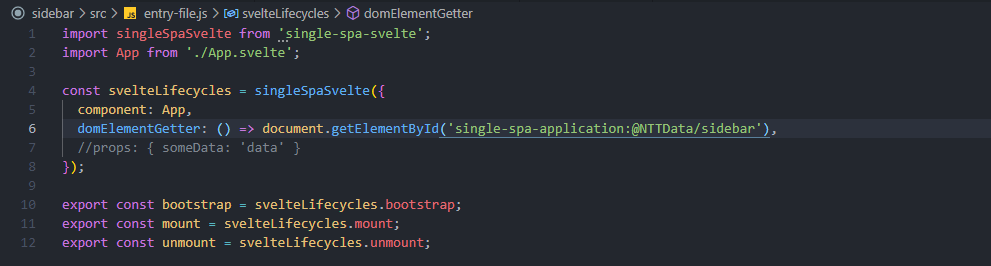 sidebar > src > JS entry-file.js > svelteLifecycles > domElementGetter
1 import singleSpaSvelte from 'single-spa-svelte';
2 import App from './App.svelte';
3
4 const svelteLifecycles = singleSpaSvelte({
5 component: App,
6 domElementGetter: () => document.getElementById('single-spa-application:@NTTData/sidebar'),
7 //props: { someData: 'data' }
8 });
9
10 export const bootstrap = svelteLifecycles.bootstrap;
11 export const mount = svelteLifecycles.mount;
12 export const unmount = svelteLifecycles.unmount;